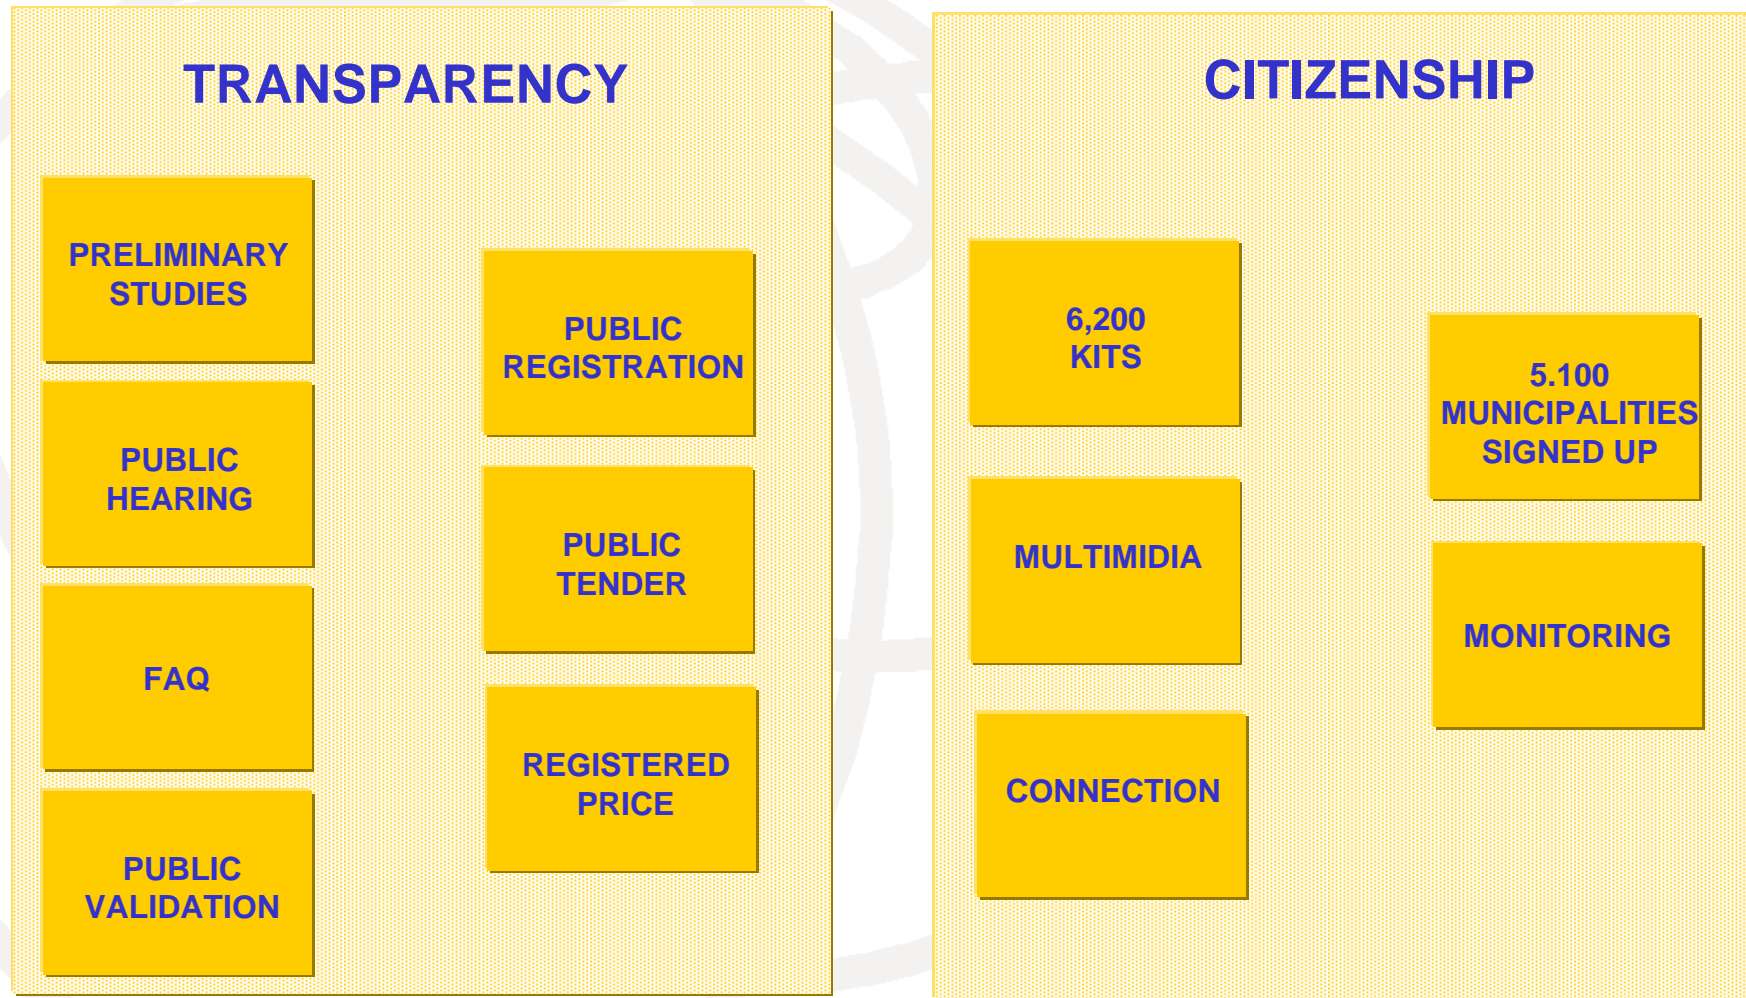 TRANSPARENCY
PRELIMINARY
STUDIES
PUBLIC
HEARING
FAQ
PUBLIC
VALIDATION
PUBLIC
REGISTRATION
PUBLIC
TENDER
REGISTERED
PRICE
CITIZENSHIP
6,200
KITS
MULTIMIDIA
CONNECTION
5.100
MUNICIPALITIES
SIGNED UP
MONITORING